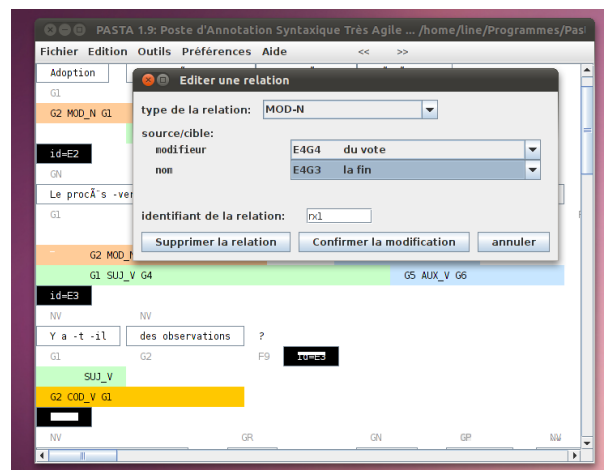 PASTA 1.9: Poste d'Annotation Syntaxique Très Agile ... /home/line/Programmes/Past
Fichier Edition Outils Préférences Aide << >>
Adoption
Editer une relation
G1
type de la relation: MOD-N
G2 MOD_N G1
source/cible:
id=E2
modifieur E4G4 du vote
GN
nom E4G3 la fin
Le procÃ¨s -ver
G1
identifiant de la relation: rx1
Supprimer la relation Confirmer la modification annuler
G2 MOD_N
G1 SUJ_V G4 G5 AUX_V G6
id=E3
NV NV
Y a -t -il des observations ?
G1 G2 F9 id=E3
SUJ_V
G2 COD_V G1
NV GR GN GP NV